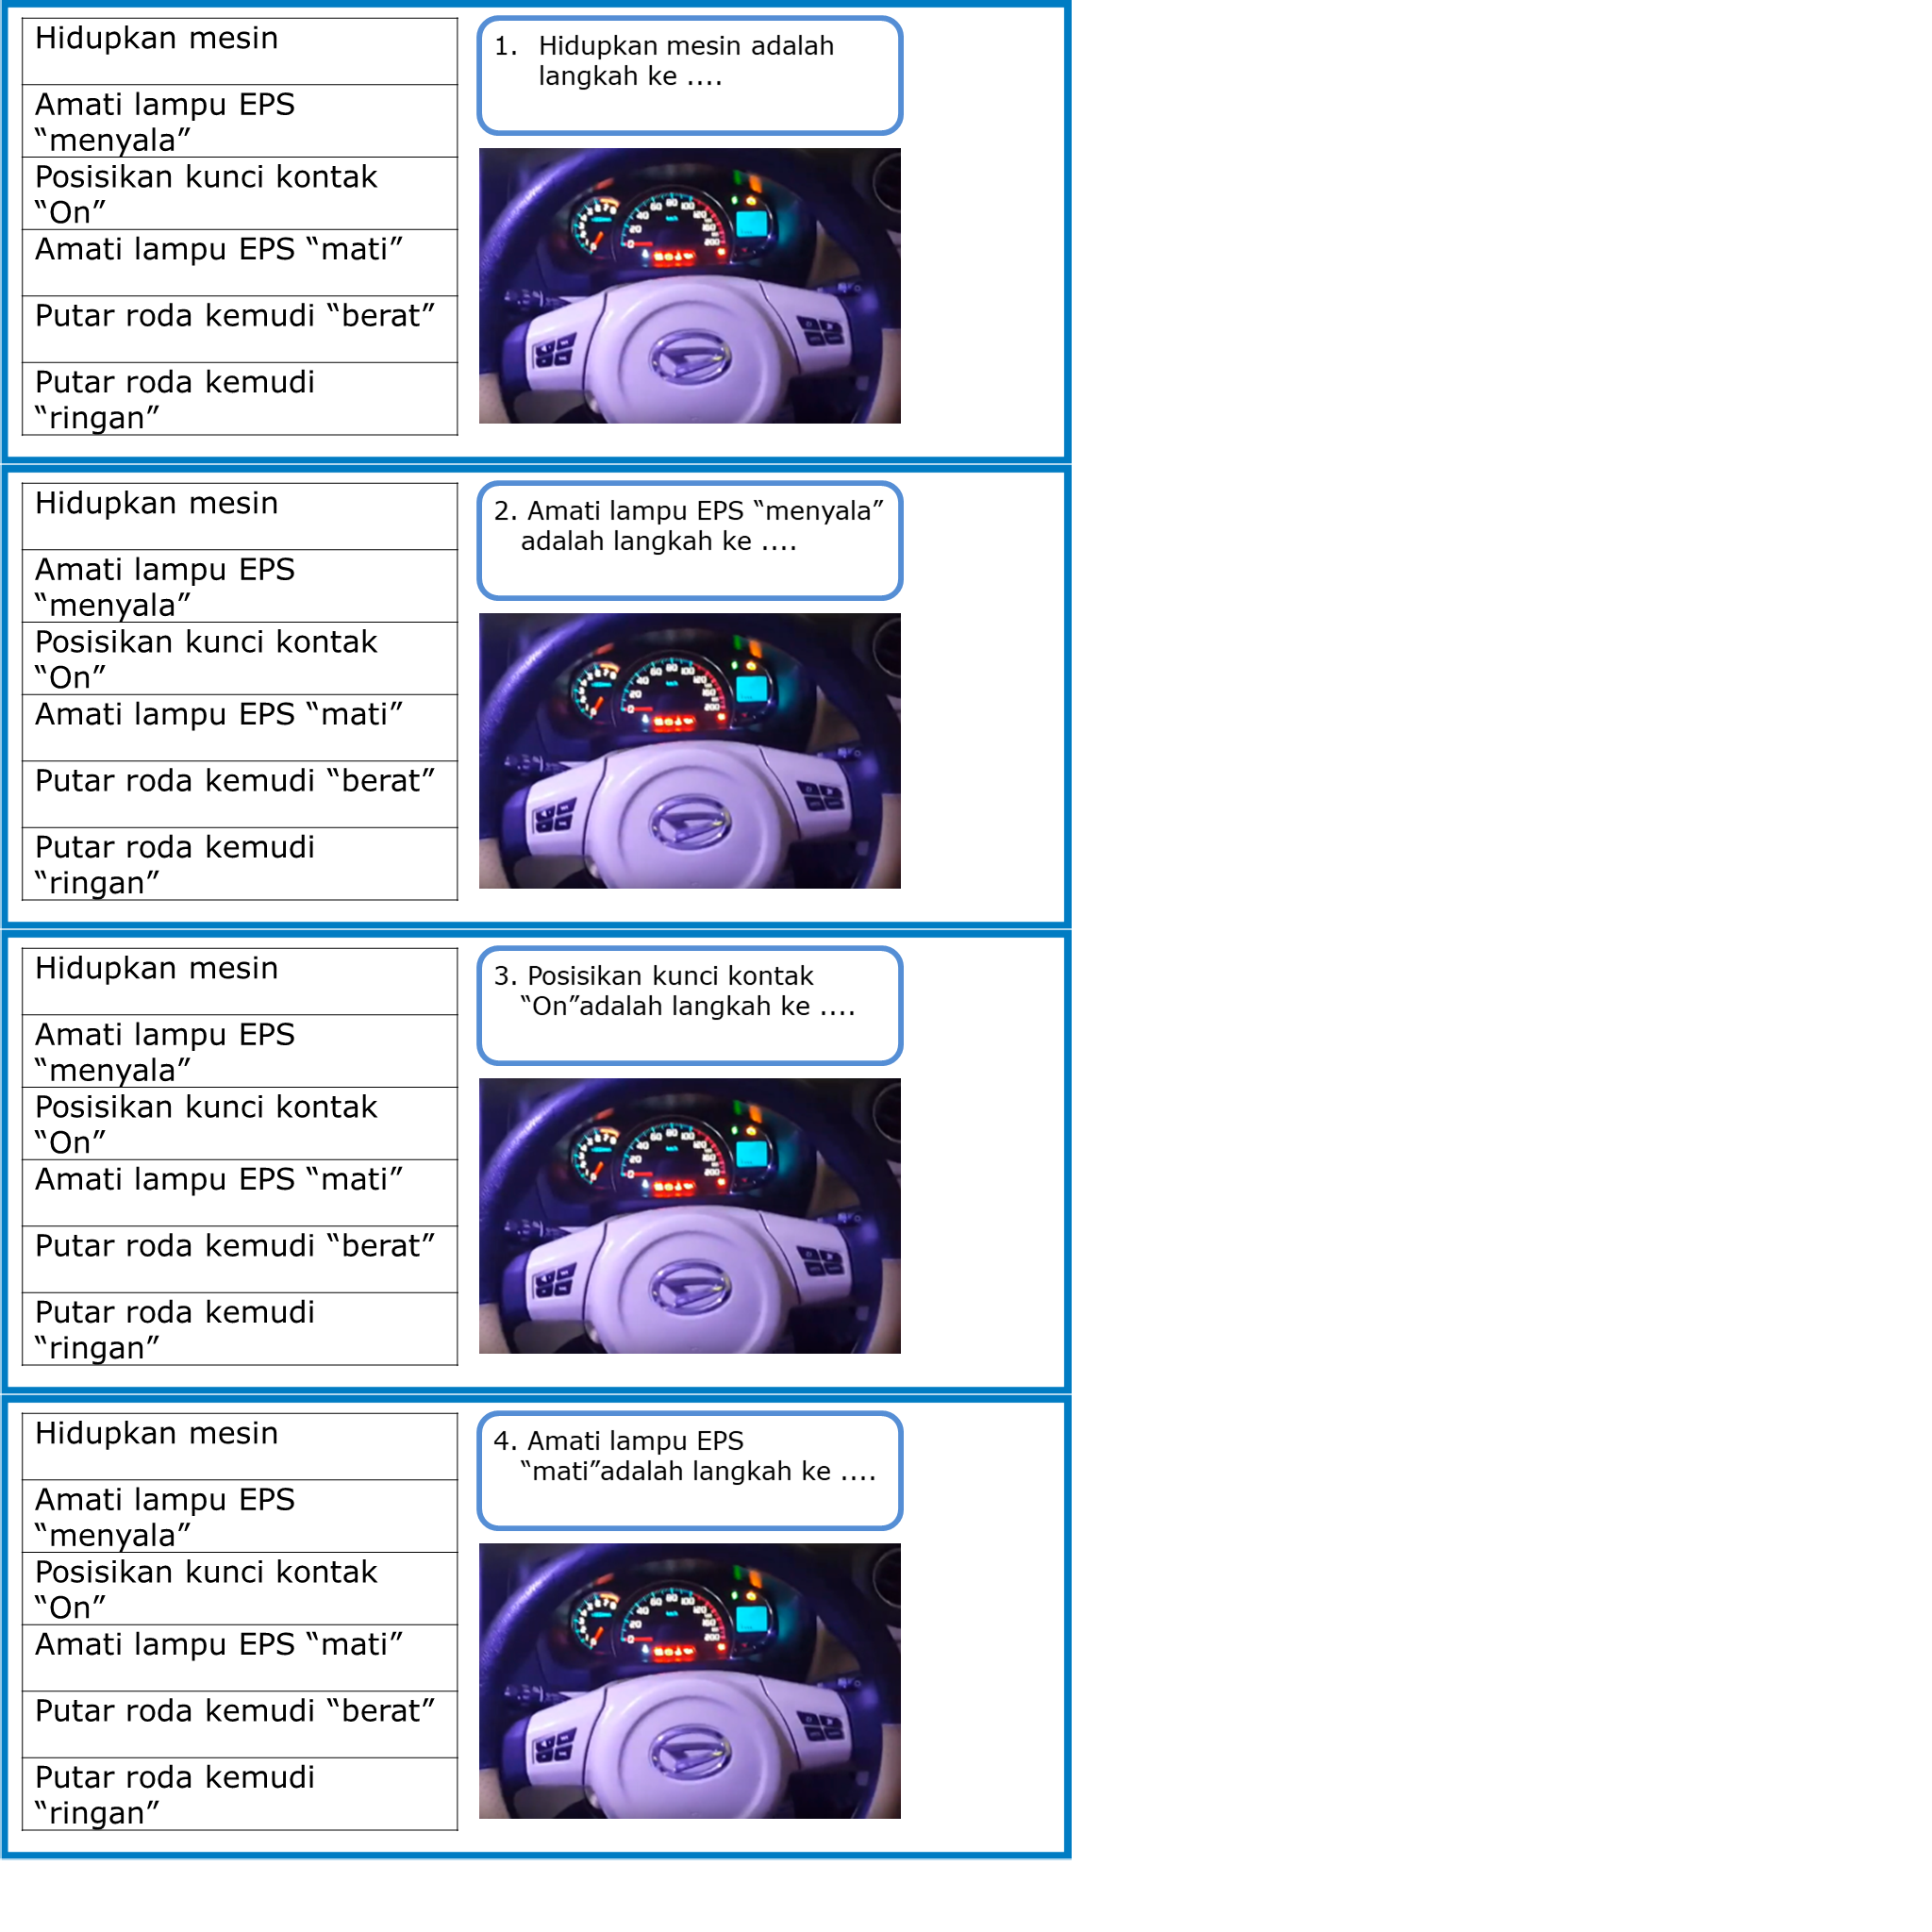 Hidupkan mesin
Amati lampu EPS
“menyala”
Posisikan kunci kontak
“On”
Amati lampu EPS “mati”
Putar roda kemudi “berat”
Putar roda kemudi
“ringan”
1. Hidupkan mesin adalah
langkah ke ....
Hidupkan mesin
Amati lampu EPS
“menyala”
Posisikan kunci kontak
“On”
Amati lampu EPS “mati”
Putar roda kemudi “berat”
Putar roda kemudi
“ringan”
2. Amati lampu EPS “menyala”
adalah langkah ke ....
Hidupkan mesin
Amati lampu EPS
“menyala”
Posisikan kunci kontak
“On”
Amati lampu EPS “mati”
Putar roda kemudi “berat”
Putar roda kemudi
“ringan”
3. Posisikan kunci kontak
“On”adalah langkah ke ....
Hidupkan mesin
Amati lampu EPS
“menyala”
Posisikan kunci kontak
“On”
Amati lampu EPS “mati”
Putar roda kemudi “berat”
Putar roda kemudi
“ringan”
4. Amati lampu EPS
“mati”adalah langkah ke ....